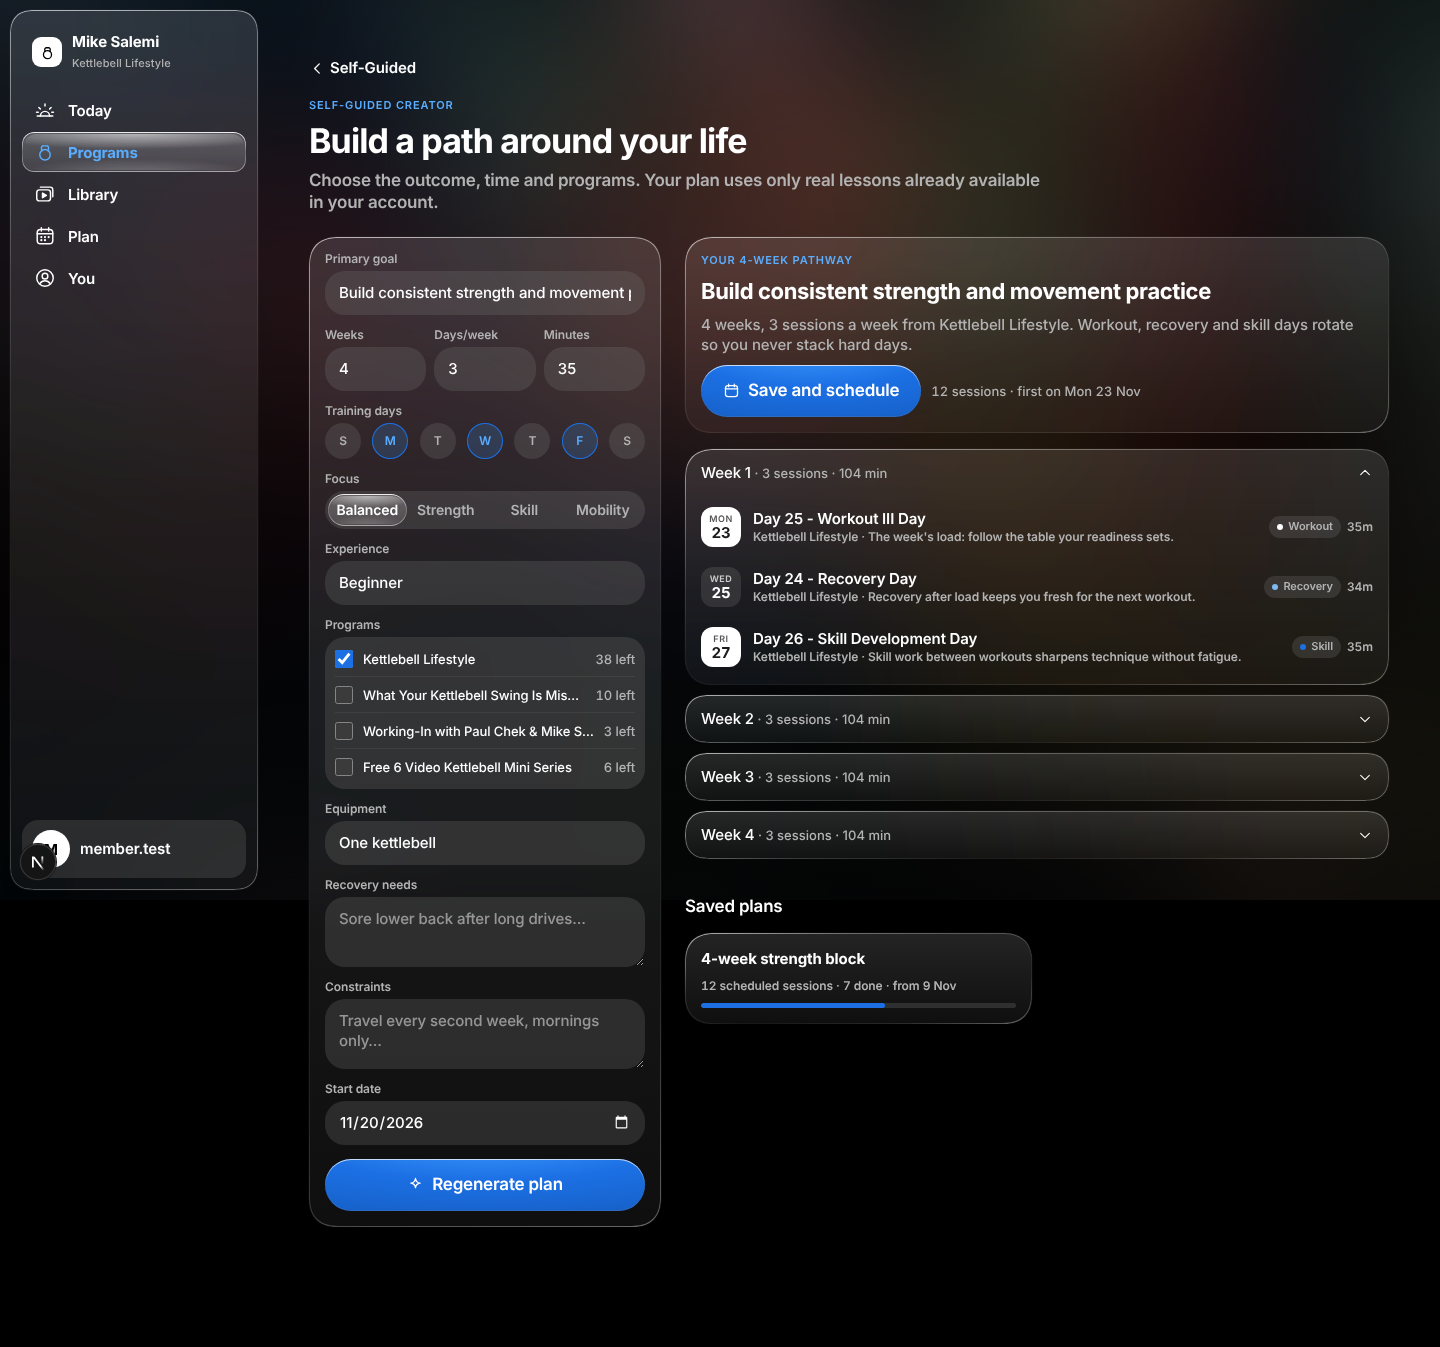 Mike Salemi
Kettlebell Lifestyle
Today
Programs
Library
Plan
You
member.test
Self-Guided
SELF-GUIDED CREATOR
Build a path around your life
Choose the outcome, time and programs. Your plan uses only real lessons already available
in your account.
Primary goal
Build consistent strength and movement
Weeks
Days/week
Minutes
4
3
35
Training days
S
M
T
W
T
F
S
Focus
Balanced
Strength
Skill
Mobility
Experience
Beginner
Programs
Kettlebell Lifestyle
38 left
What Your Kettlebell Swing Is Mis...
10 left
Working-In with Paul Chek & Mike S...
3 left
Free 6 Video Kettlebell Mini Series
6 left
Equipment
One kettlebell
Recovery needs
Sore lower back after long drives...
Constraints
Travel every second week, mornings
only...
Start date
11/20/2026
Regenerate plan
YOUR 4-WEEK PATHWAY
Build consistent strength and movement practice
4 weeks, 3 sessions a week from Kettlebell Lifestyle. Workout, recovery and skill days rotate
so you never stack hard days.
Save and schedule
12 sessions · first on Mon 23 Nov
Week 1 · 3 sessions · 104 min
MON
23
Day 25 - Workout III Day
Kettlebell Lifestyle · The week's load: follow the table your readiness sets.
Workout
35m
WED
25
Day 24 - Recovery Day
Kettlebell Lifestyle · Recovery after load keeps you fresh for the next workout.
Recovery
34m
FRI
27
Day 26 - Skill Development Day
Kettlebell Lifestyle · Skill work between workouts sharpens technique without fatigue.
Skill
35m
Week 2 · 3 sessions · 104 min
Week 3 · 3 sessions · 104 min
Week 4 · 3 sessions · 104 min
Saved plans
4-week strength block
12 scheduled sessions · 7 done · from 9 Nov